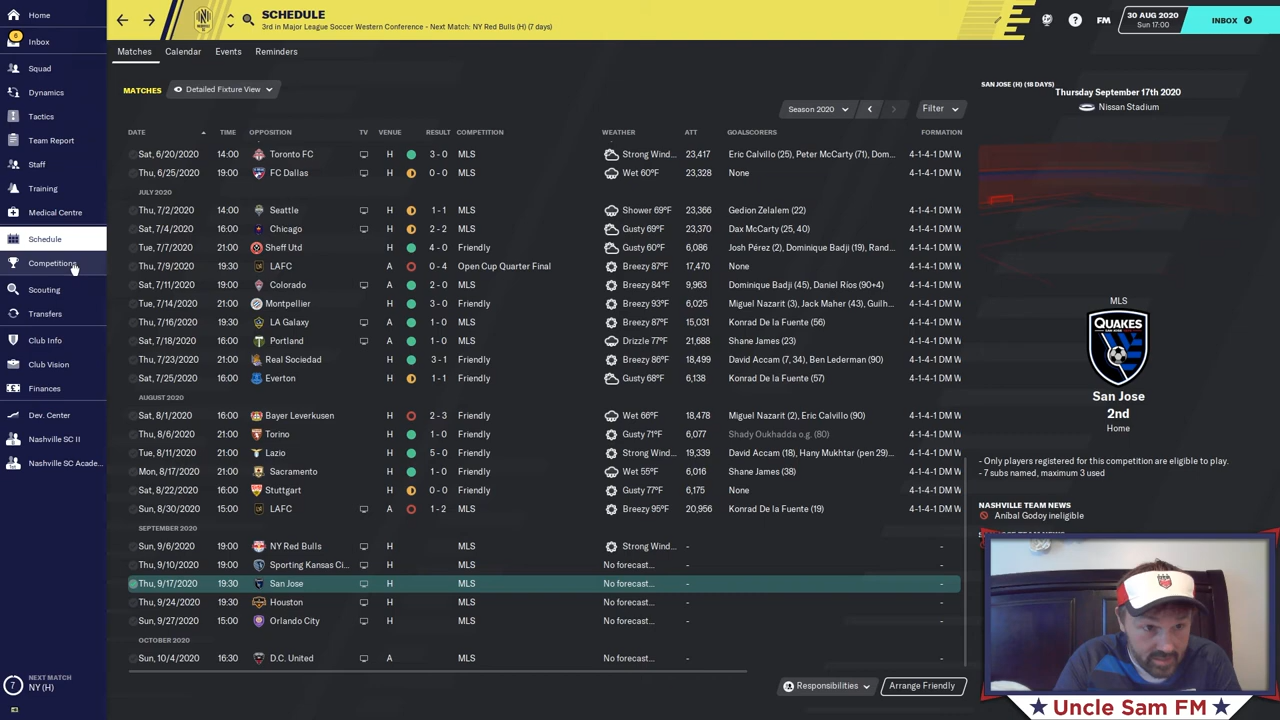 Home
6
Inbox
Squad
Dynamics
Tactics
Team Report
Staff
Training
Medical Centre
Schedule
Competitions
Scouting
Transfers
Club Info
Club Vision
Finances
Dev. Center
Nashville SC II
Nashville SC Acade...
7
NEXT MATCH
NY (H)
SCHEDULE
3rd in Major League Soccer Western Conference - Next Match: NY Red Bulls (H) (7 days)
FM
30 AUG 2020
Sun 17:00
INBOX
Matches Calendar Events Reminders
MATCHES Detailed Fixture View
Season 2020 Filter
DATE TIME OPPOSITION TV VENUE RESULT COMPETITION WEATHER ATT GOALSCORERS FORMATION
Sat, 6/20/2020 14:00 Toronto FC H 3 - 0 MLS Strong Wind... 23,417 Eric Calvillo (25), Peter McCarty (71), Dom... 4-1-4-1 DM W
Thu, 6/25/2020 19:00 FC Dallas H 0 - 0 MLS Wet 60°F 23,328 None 4-1-4-1 DM W
JULY 2020
Thu, 7/2/2020 14:00 Seattle H 1 - 1 MLS Shower 69°F 23,366 Gedion Zelalem (22) 4-1-4-1 DM W
Sat, 7/4/2020 16:00 Chicago H 2 - 2 MLS Gusty 69°F 23,370 Dax McCarty (25, 40) 4-1-4-1 DM W
Tue, 7/7/2020 21:00 Sheff Utd H 4 - 0 Friendly Gusty 60°F 6,086 Josh Pérez (2), Dominique Badji (19), Rand... 4-1-4-1 DM W
Thu, 7/9/2020 19:30 LAFC A 0 - 4 Open Cup Quarter Final Breezy 87°F 17,470 None 4-1-4-1 DM W
Sat, 7/11/2020 19:00 Colorado A 2 - 0 MLS Breezy 84°F 9,963 Dominique Badji (45), Daniel Ríos (90+4) 4-1-4-1 DM W
Tue, 7/14/2020 21:00 Montpellier H 3 - 0 Friendly Breezy 93°F 6,025 Miguel Nazarit (3), Jack Maher (43), Guilh... 4-1-4-1 DM W
Thu, 7/16/2020 19:30 LA Galaxy A 1 - 0 MLS Breezy 87°F 15,031 Konrad De la Fuente (56) 4-1-4-1 DM W
Sat, 7/18/2020 16:00 Portland A 1 - 0 MLS Drizzle 77°F 21,688 Shane James (23) 4-1-4-1 DM W
Thu, 7/23/2020 21:00 Real Sociedad H 3 - 1 Friendly Breezy 86°F 18,499 David Accam (7, 34), Ben Lederman (90) 4-1-4-1 DM W
Sat, 7/25/2020 16:00 Everton H 1 - 1 Friendly Gusty 68°F 6,138 Konrad De la Fuente (57) 4-1-4-1 DM W
AUGUST 2020
Sat, 8/1/2020 16:00 Bayer Leverkusen H 2 - 3 Friendly Wet 66°F 18,478 Miguel Nazarit (2), Eric Calvillo (90) 4-1-4-1 DM W
Thu, 8/6/2020 21:00 Torino H 1 - 0 Friendly Gusty 71°F 6,077 Shady Oukhadda o.g. (80) 4-1-4-1 DM W
Tue, 8/11/2020 21:00 Lazio H 5 - 0 Friendly Strong Wind... 19,339 David Accam (18), Hany Mukhtar (pen 29)... 4-1-4-1 DM W
Mon, 8/17/2020 21:00 Sacramento H 1 - 0 Friendly Wet 55°F 6,016 Shane James (38) 4-1-4-1 DM W
Sat, 8/22/2020 16:00 Stuttgart H 0 - 0 Friendly Gusty 77°F 6,175 None 4-1-4-1 DM W
Sun, 8/30/2020 15:00 LAFC A 1 - 2 MLS Breezy 95°F 20,956 Konrad De la Fuente (19) 4-1-4-1 DM W
SEPTEMBER 2020
Sun, 9/6/2020 19:00 NY Red Bulls H MLS Strong Wind... - -
Thu, 9/10/2020 19:00 Sporting Kansas Ci... H MLS No forecast... - -
Thu, 9/17/2020 19:30 San Jose H MLS No forecast... - -
Thu, 9/24/2020 19:30 Houston H MLS No forecast... - -
Sun, 9/27/2020 15:00 Orlando City H MLS No forecast... - -
OCTOBER 2020
Sun, 10/4/2020 16:30 D.C. United A MLS No forecast... - -
Responsibilities Arrange Friendly
SAN JOSE (H) (18 DAYS)
Thursday September 17th 2020
Nissan Stadium
MLS
QUAKES
San Jose
2nd
Home
- Only players registered for this competition are eligible to play.
- 7 subs named, maximum 3 used
NASHVILLE TEAM NEWS
Aníbal Godoy ineligible
★ Uncle Sam FM ★